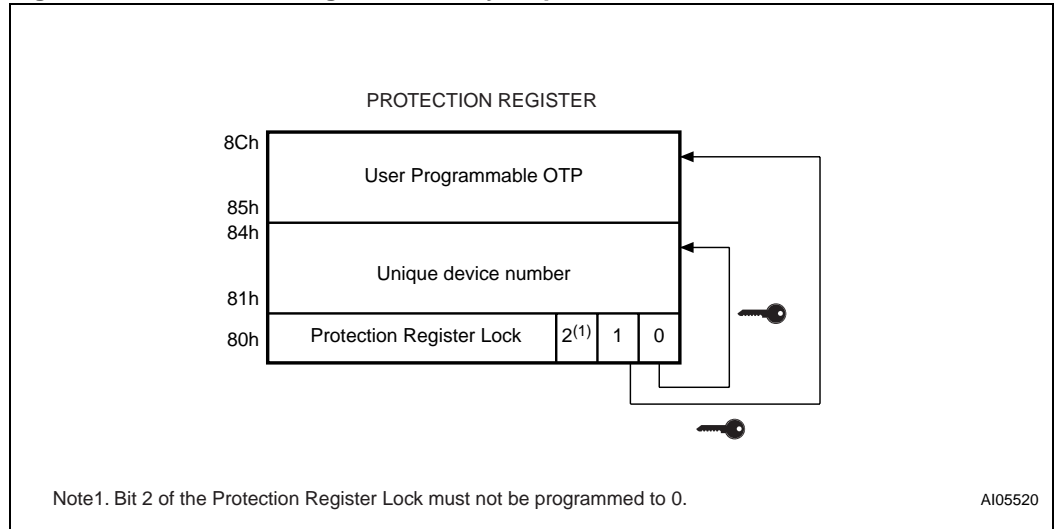 PROTECTION REGISTER
8Ch
User Programmable OTP
85h
84h
Unique device number
81h
80h
Protection Register Lock
2(1)
1
0
Note1. Bit 2 of the Protection Register Lock must not be programmed to 0.
AI05520